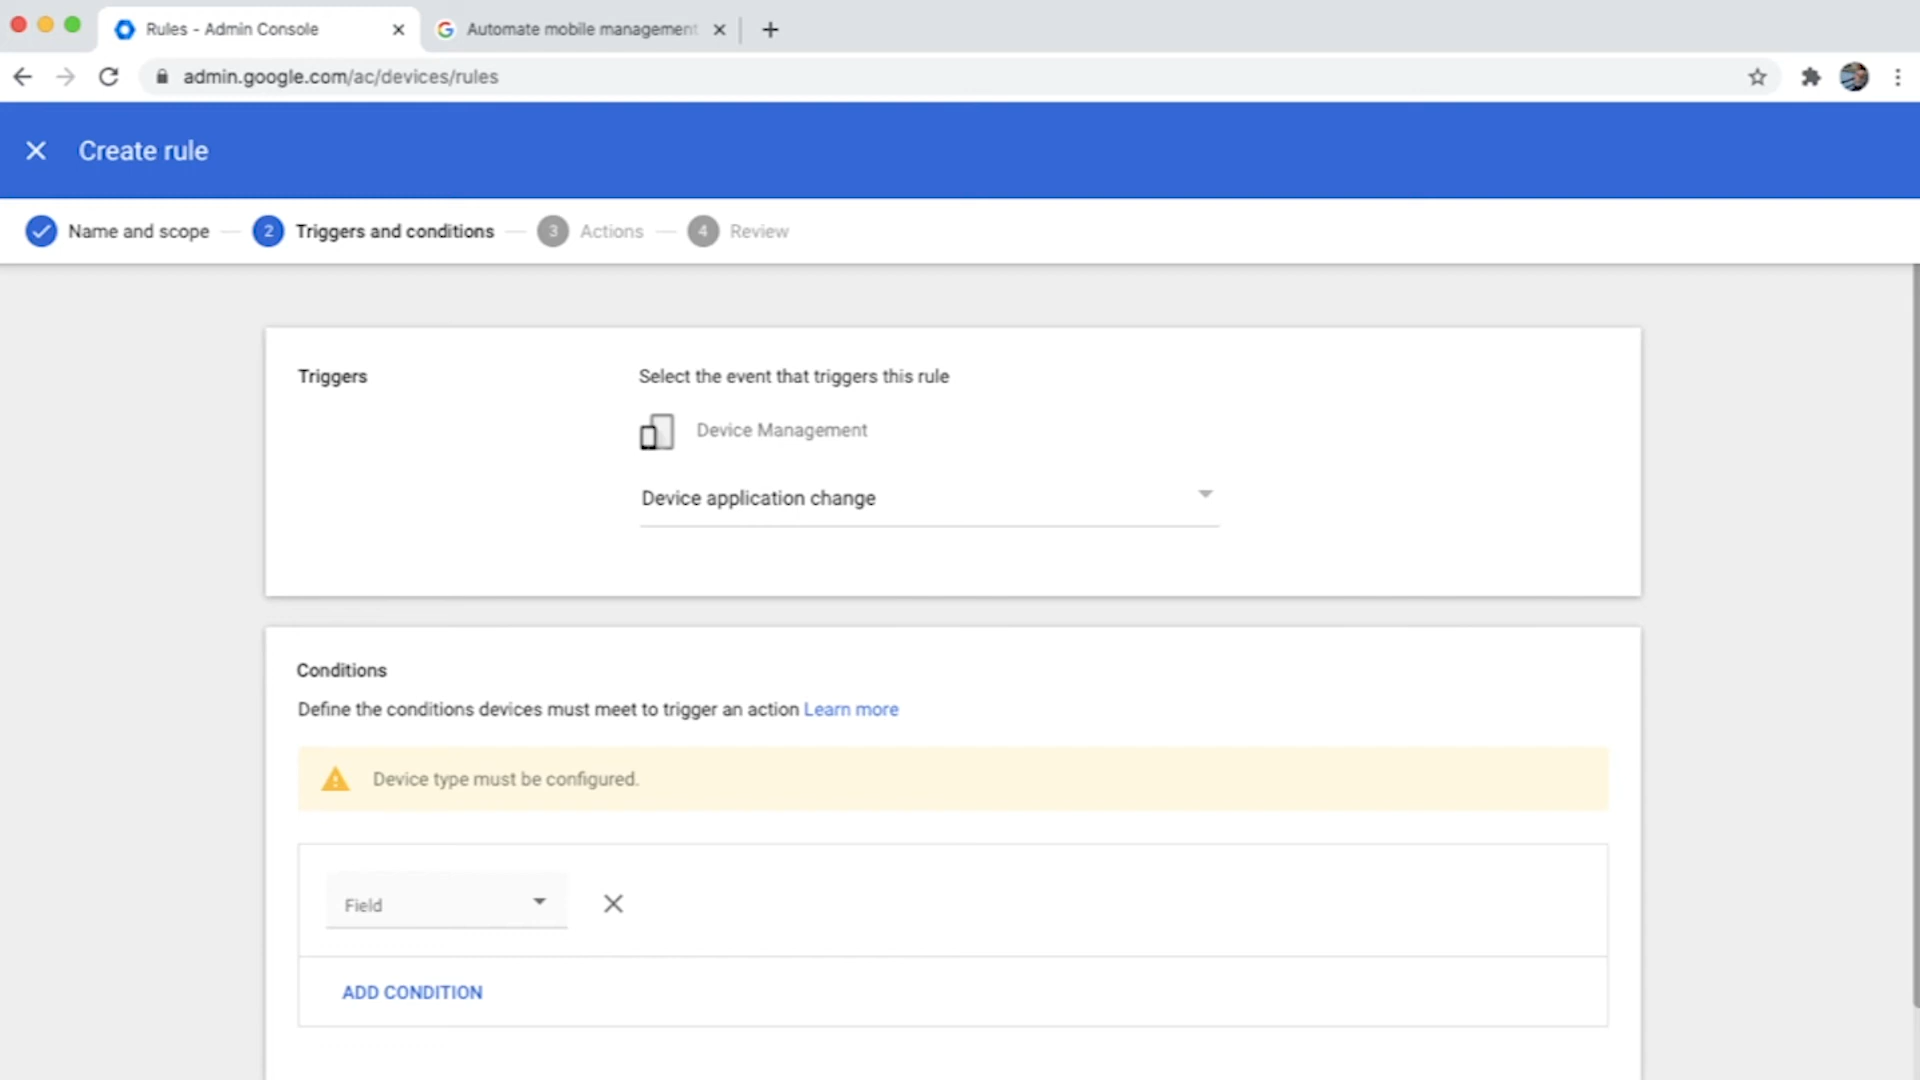 Rules - Admin Console
Automate mobile management
admin.google.com/ac/devices/rules
Create rule
Name and scope
2 Triggers and conditions
3 Actions
4 Review
Triggers
Select the event that triggers this rule
Device Management
Device application change
Conditions
Define the conditions devices must meet to trigger an action Learn more
Device type must be configured.
Field
ADD CONDITION